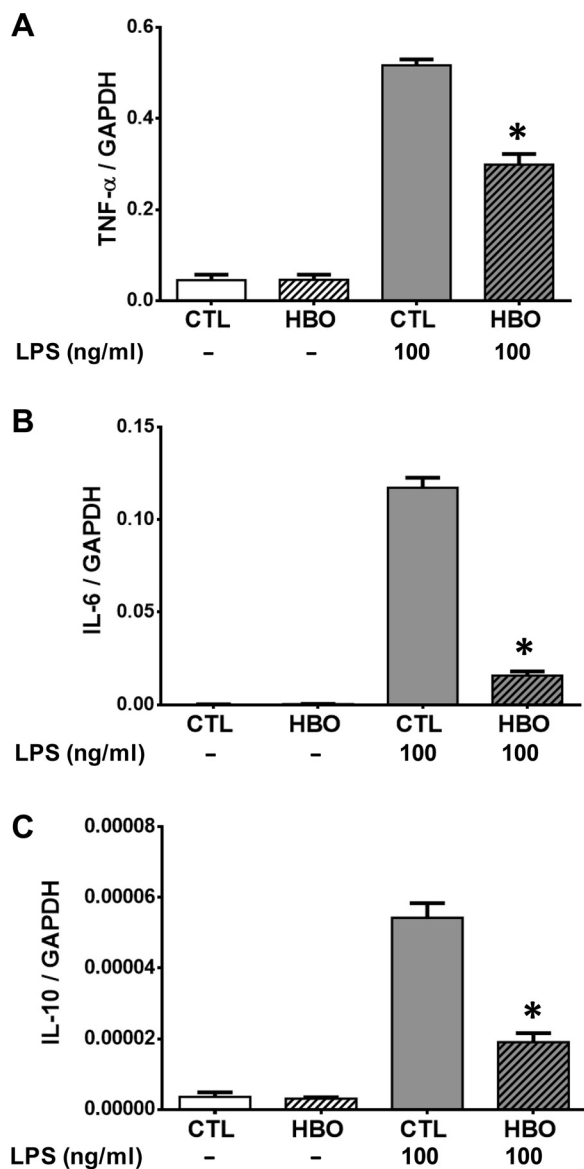 A
TNF-α / GAPDH
0.6
0.4
0.2
0.0
*
CTL HBO CTL HBO
LPS (ng/ml) – – 100 100
B
IL-6 / GAPDH
0.15
0.10
0.05
0.00
*
CTL HBO CTL HBO
LPS (ng/ml) – – 100 100
C
IL-10 / GAPDH
0.00008
0.00006
0.00004
0.00002
0.00000
*
CTL HBO CTL HBO
LPS (ng/ml) – – 100 100